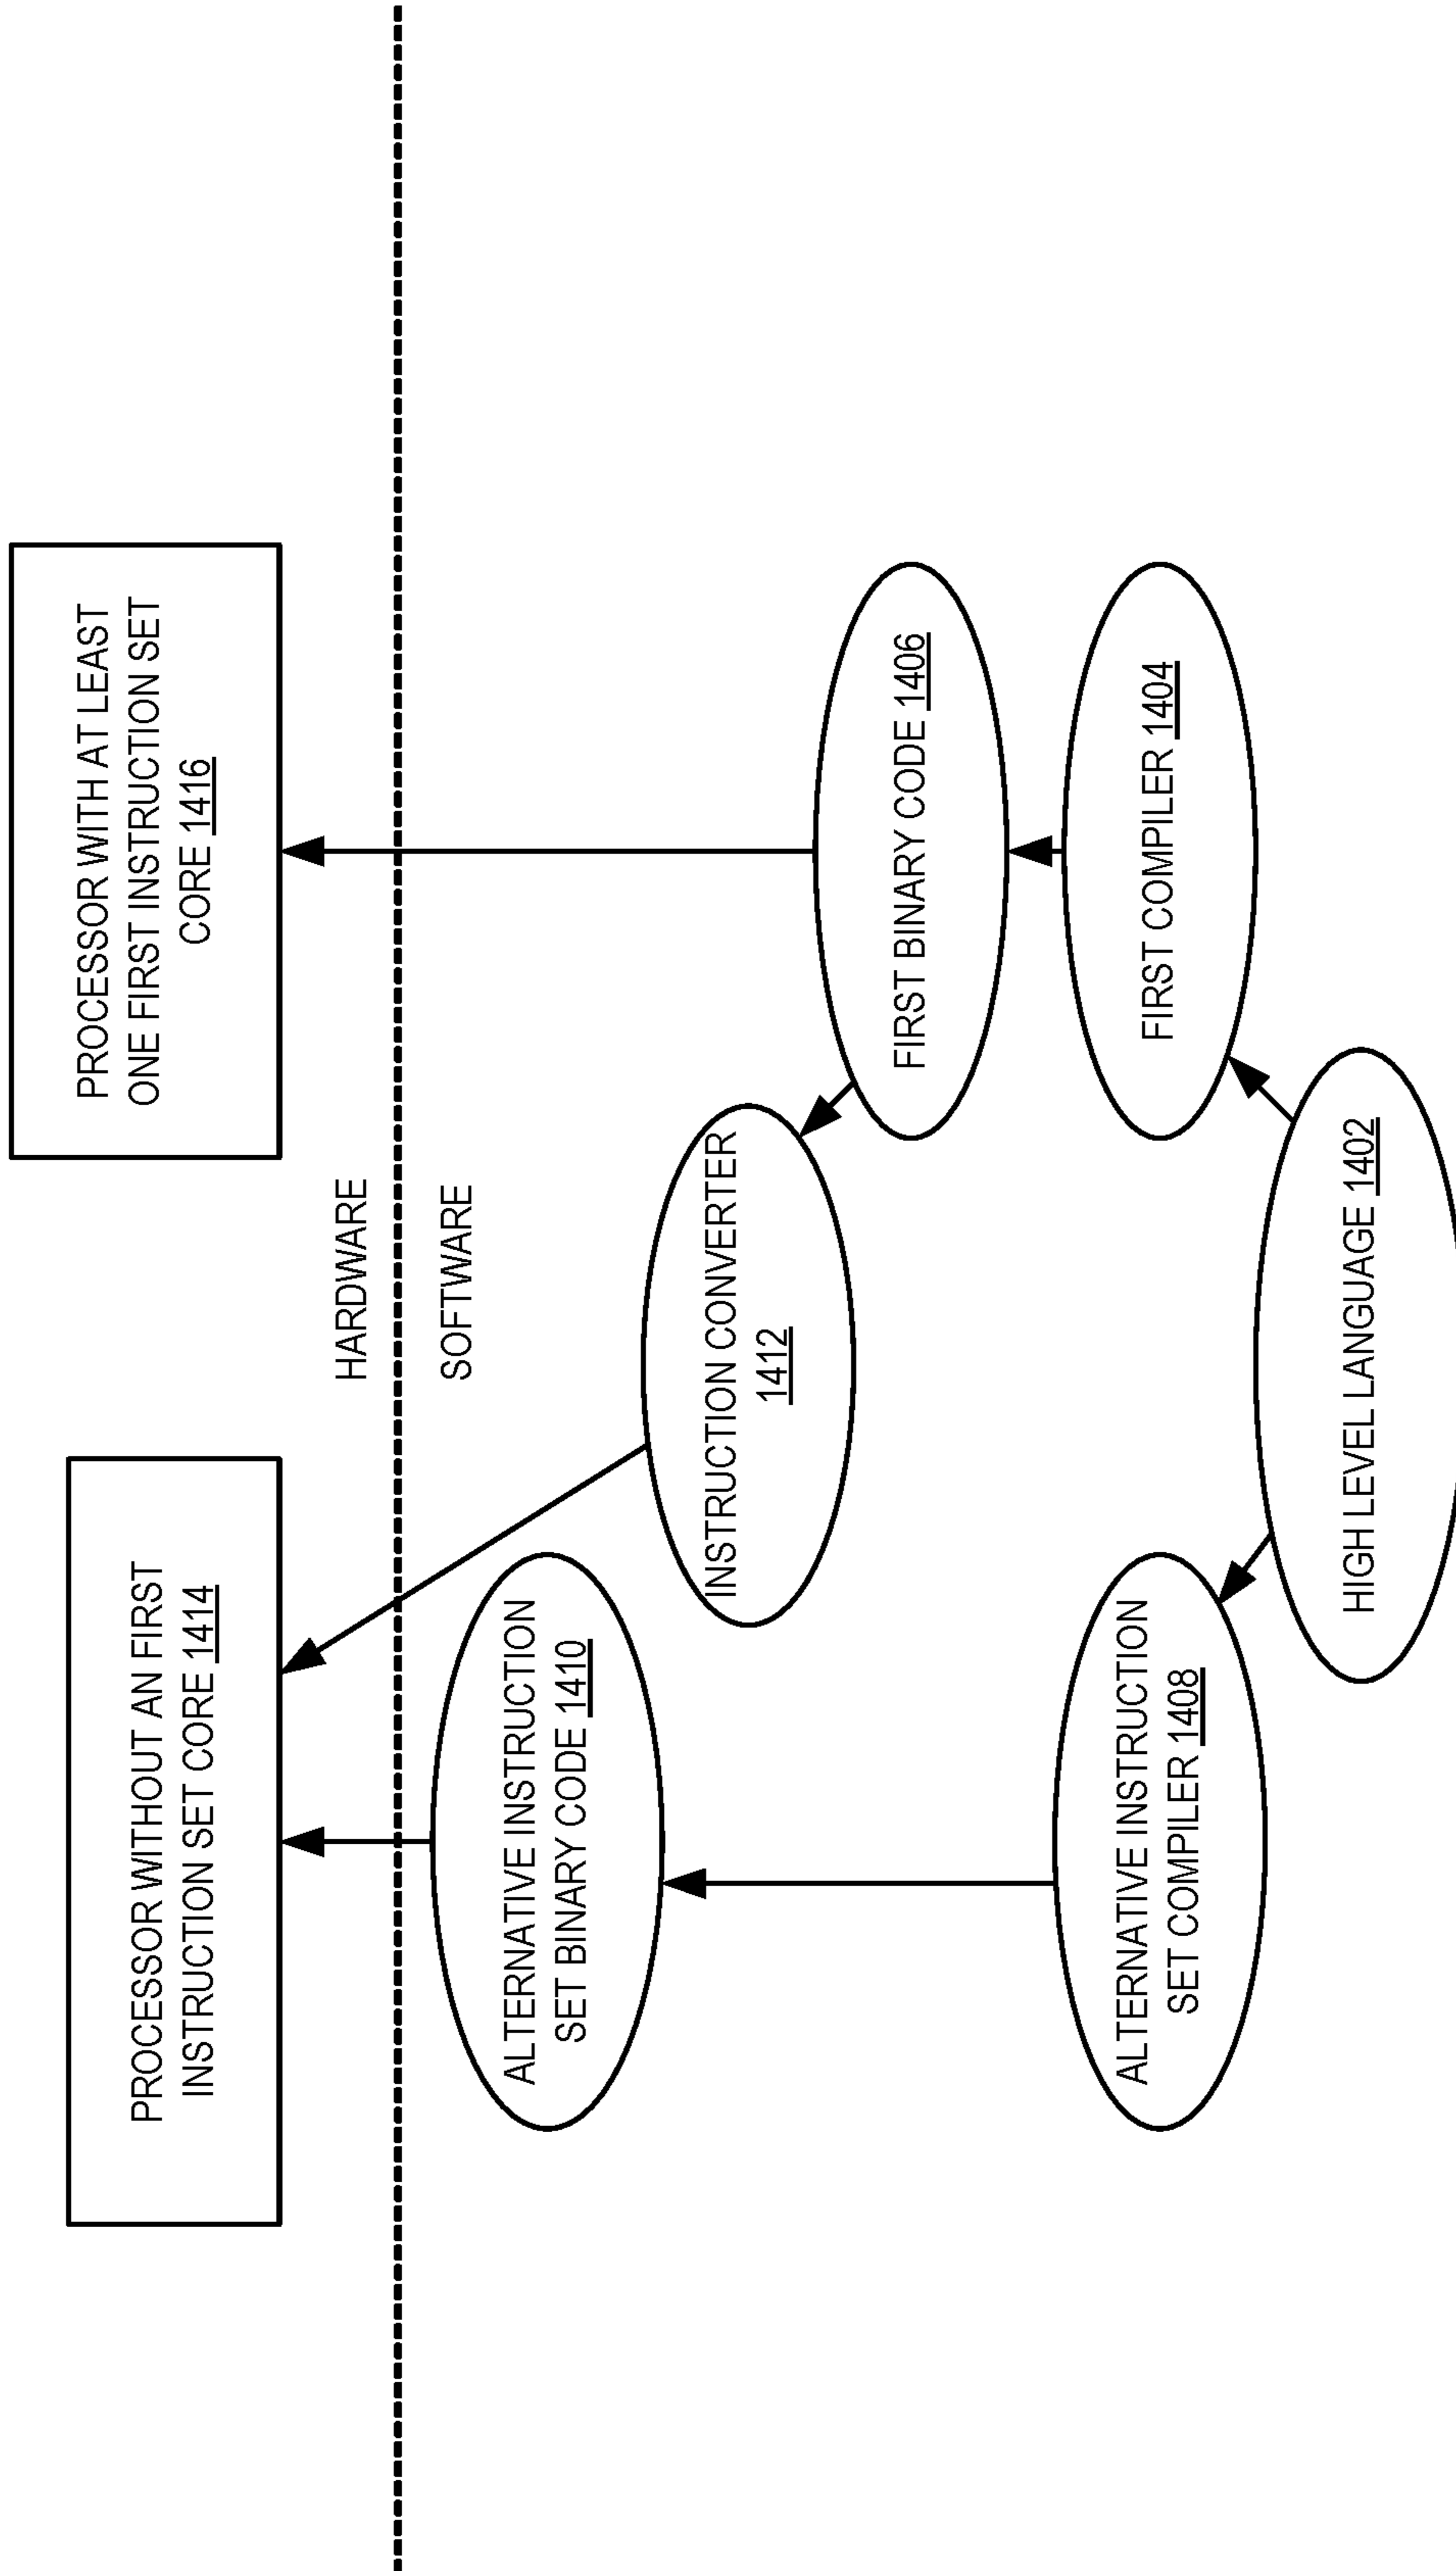 PROCESSOR WITHOUT AN FIRST
INSTRUCTION SET CORE 1414
PROCESSOR WITH AT LEAST
ONE FIRST INSTRUCTION SET
CORE 1416
HARDWARE
SOFTWARE
ALTERNATIVE INSTRUCTION
SET BINARY CODE 1410
INSTRUCTION CONVERTER
1412
FIRST BINARY CODE 1406
ALTERNATIVE INSTRUCTION
SET COMPILER 1408
FIRST COMPILER 1404
HIGH LEVEL LANGUAGE 1402